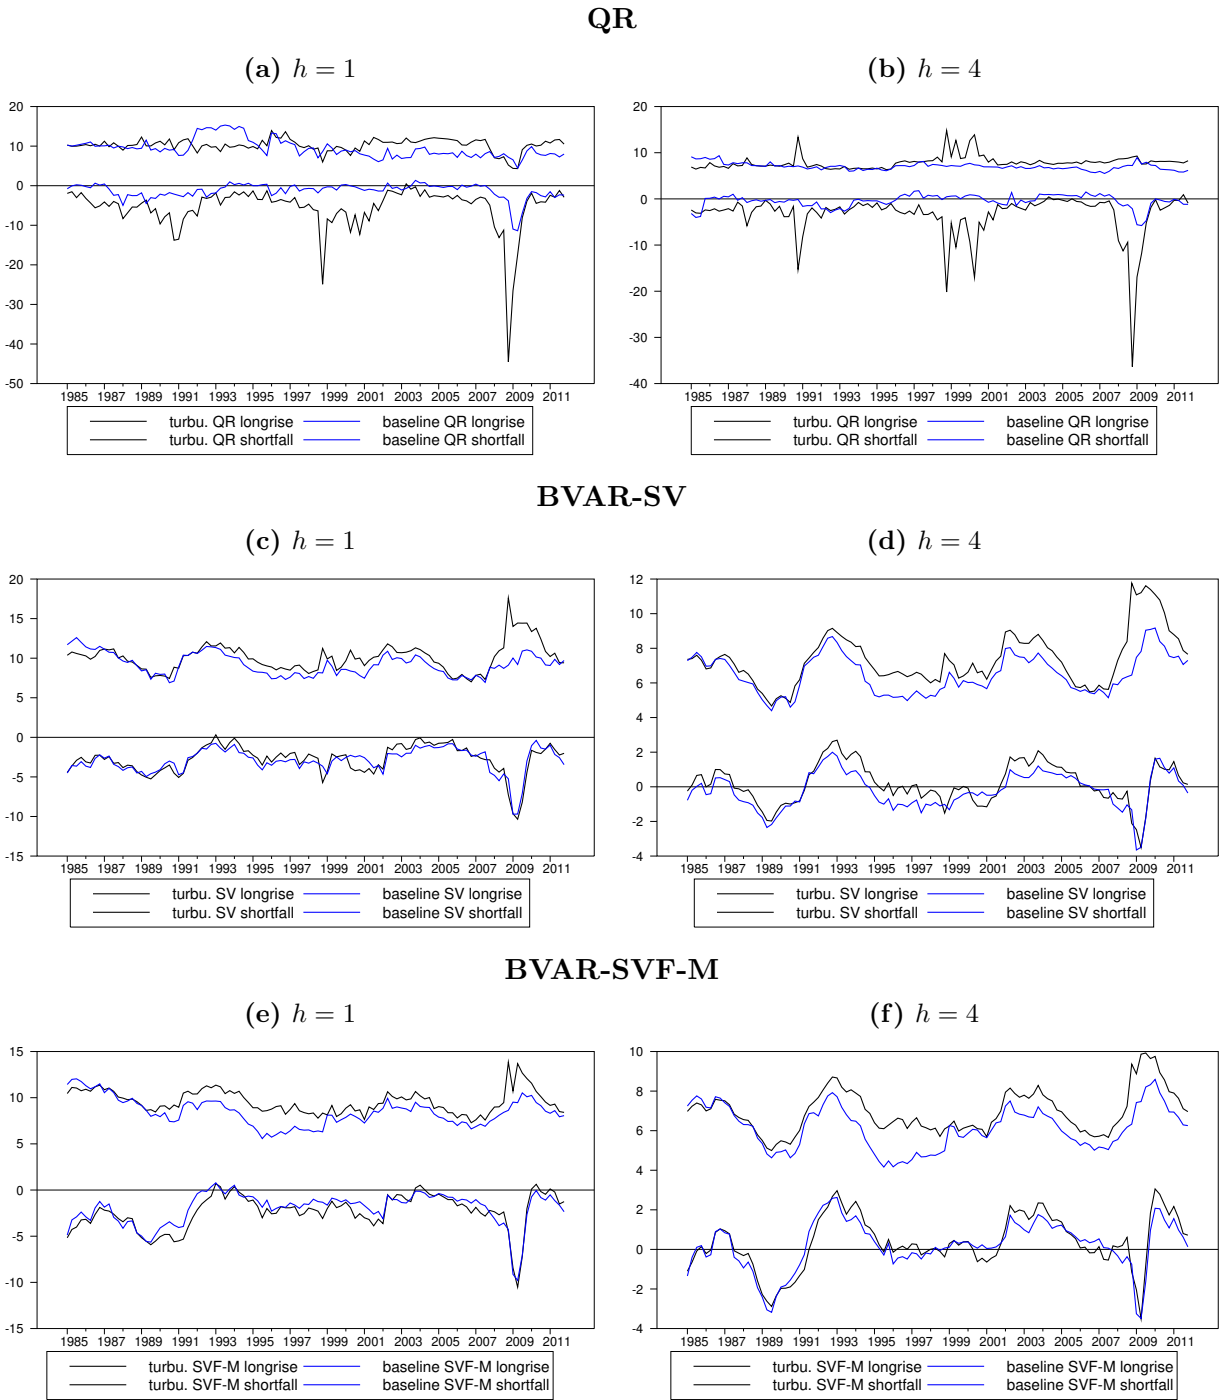 QR
(a) h = 1
(b) h = 4
20
10
0
-10
-20
-30
-40
-50
1985 1987 1989 1991 1993 1995 1997 1999 2001 2003 2005 2007 2009 2011
turbu. QR longrise baseline QR longrise
turbu. QR shortfall baseline QR shortfall
20
10
0
-10
-20
-30
-40
1985 1987 1989 1991 1993 1995 1997 1999 2001 2003 2005 2007 2009 2011
turbu. QR longrise baseline QR longrise
turbu. QR shortfall baseline QR shortfall
BVAR-SV
(c) h = 1
(d) h = 4
20
15
10
5
0
-5
-10
-15
1985 1987 1989 1991 1993 1995 1997 1999 2001 2003 2005 2007 2009 2011
turbu. SV longrise baseline SV longrise
turbu. SV shortfall baseline SV shortfall
12
10
8
6
4
2
0
-2
-4
1985 1987 1989 1991 1993 1995 1997 1999 2001 2003 2005 2007 2009 2011
turbu. SV longrise baseline SV longrise
turbu. SV shortfall baseline SV shortfall
BVAR-SVF-M
(e) h = 1
(f) h = 4
15
10
5
0
-5
-10
-15
1985 1987 1989 1991 1993 1995 1997 1999 2001 2003 2005 2007 2009 2011
turbu. SVF-M longrise baseline SVF-M longrise
turbu. SVF-M shortfall baseline SVF-M shortfall
10
8
6
4
2
0
-2
-4
1985 1987 1989 1991 1993 1995 1997 1999 2001 2003 2005 2007 2009 2011
turbu. SVF-M longrise baseline SVF-M longrise
turbu. SVF-M shortfall baseline SVF-M shortfall